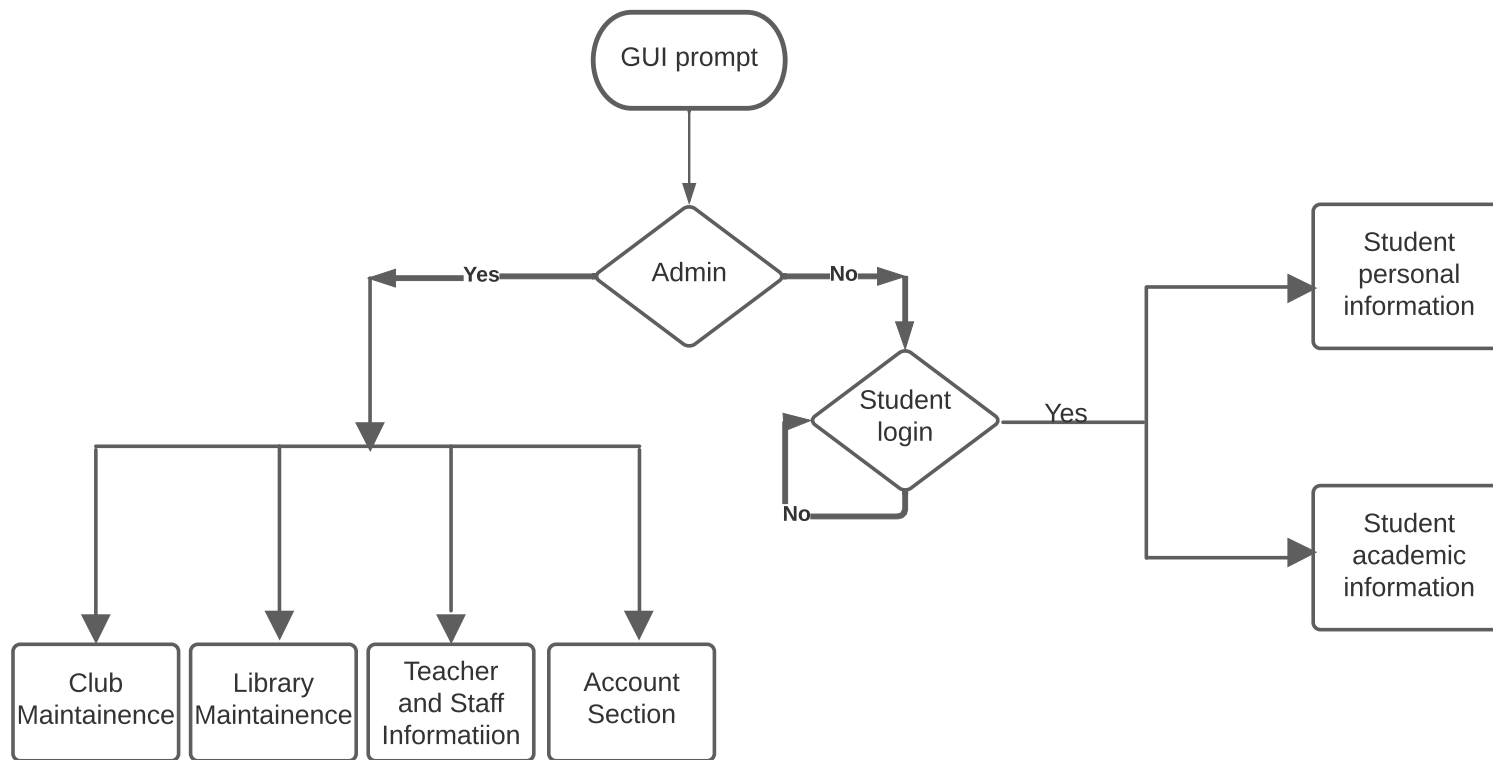 GUI prompt
Admin
Yes
No
Student
personal
information
Student
login
Yes
No
Student
academic
information
Club
Maintainence
Library
Maintainence
Teacher
and Staff
Informatiion
Account
Section